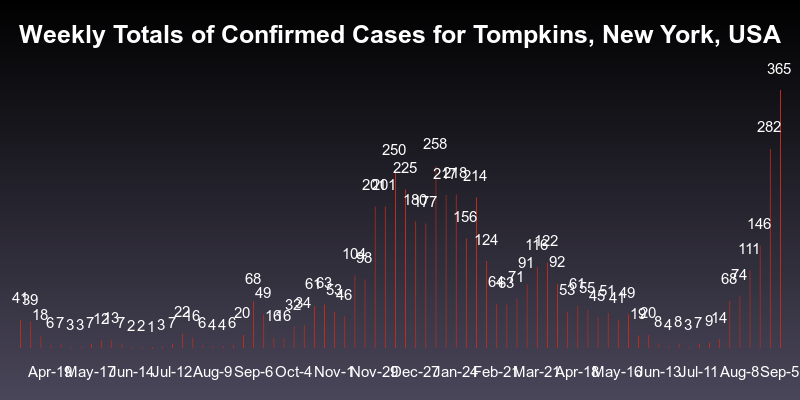 Weekly Totals of Confirmed Cases for Tompkins, New York, USA
41 39 18 6 7 3 3 7 12 13 7 2 2 1 3 7 22 16 6 4 4 6 20 68 49 16 16 32 34 61 63 53 46 104 98 201 201 250 225 180 177 258 217 218 214 156 124 64 63 71 91 116 122 92 53 61 55 45 51 41 49 19 20 8 4 8 3 7 9 14 68 74 111 146 282 365
Apr-19 May-17 Jun-14 Jul-12 Aug-9 Sep-6 Oct-4 Nov-1 Nov-29 Dec-27 Jan-24 Feb-21 Mar-21 Apr-18 May-16 Jun-13 Jul-11 Aug-8 Sep-5